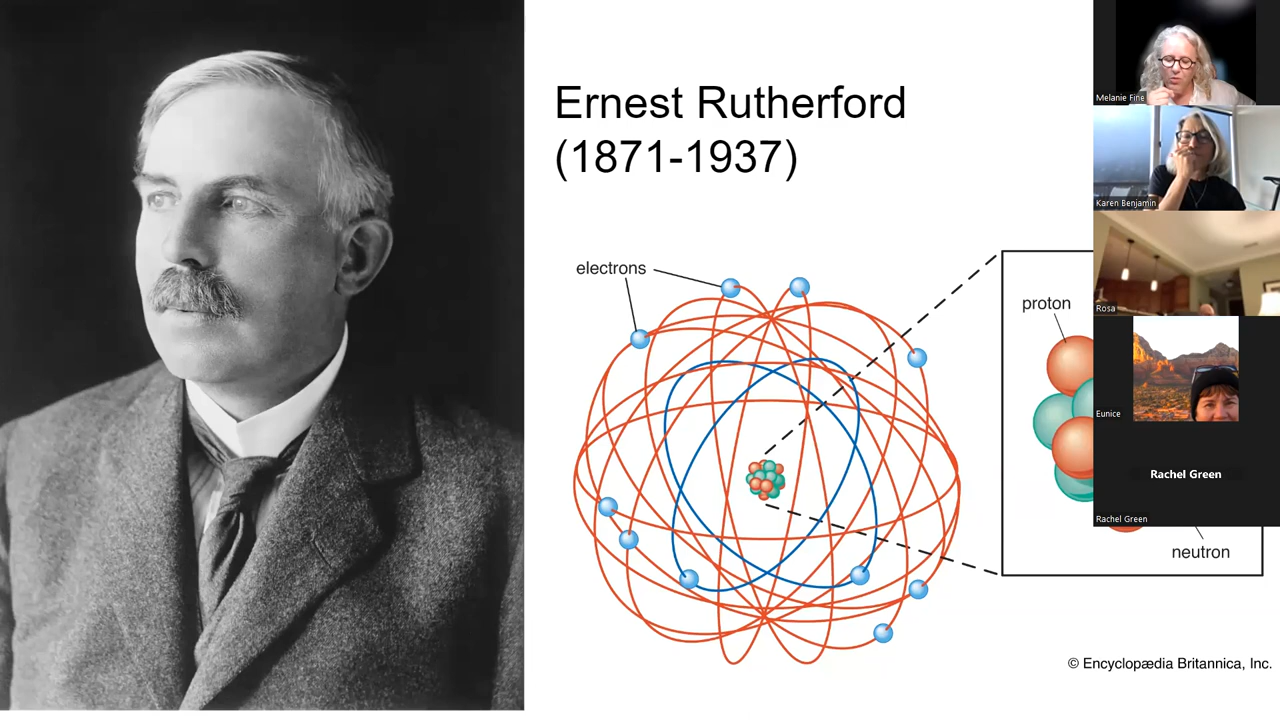 Ernest Rutherford
(1871-1937)
electrons
proton
neutron
© Encyclopædia Britannica, Inc.
Melanie Fine
Karen Benjamin
Rosa
Eunice
Rachel Green
Rachel Green